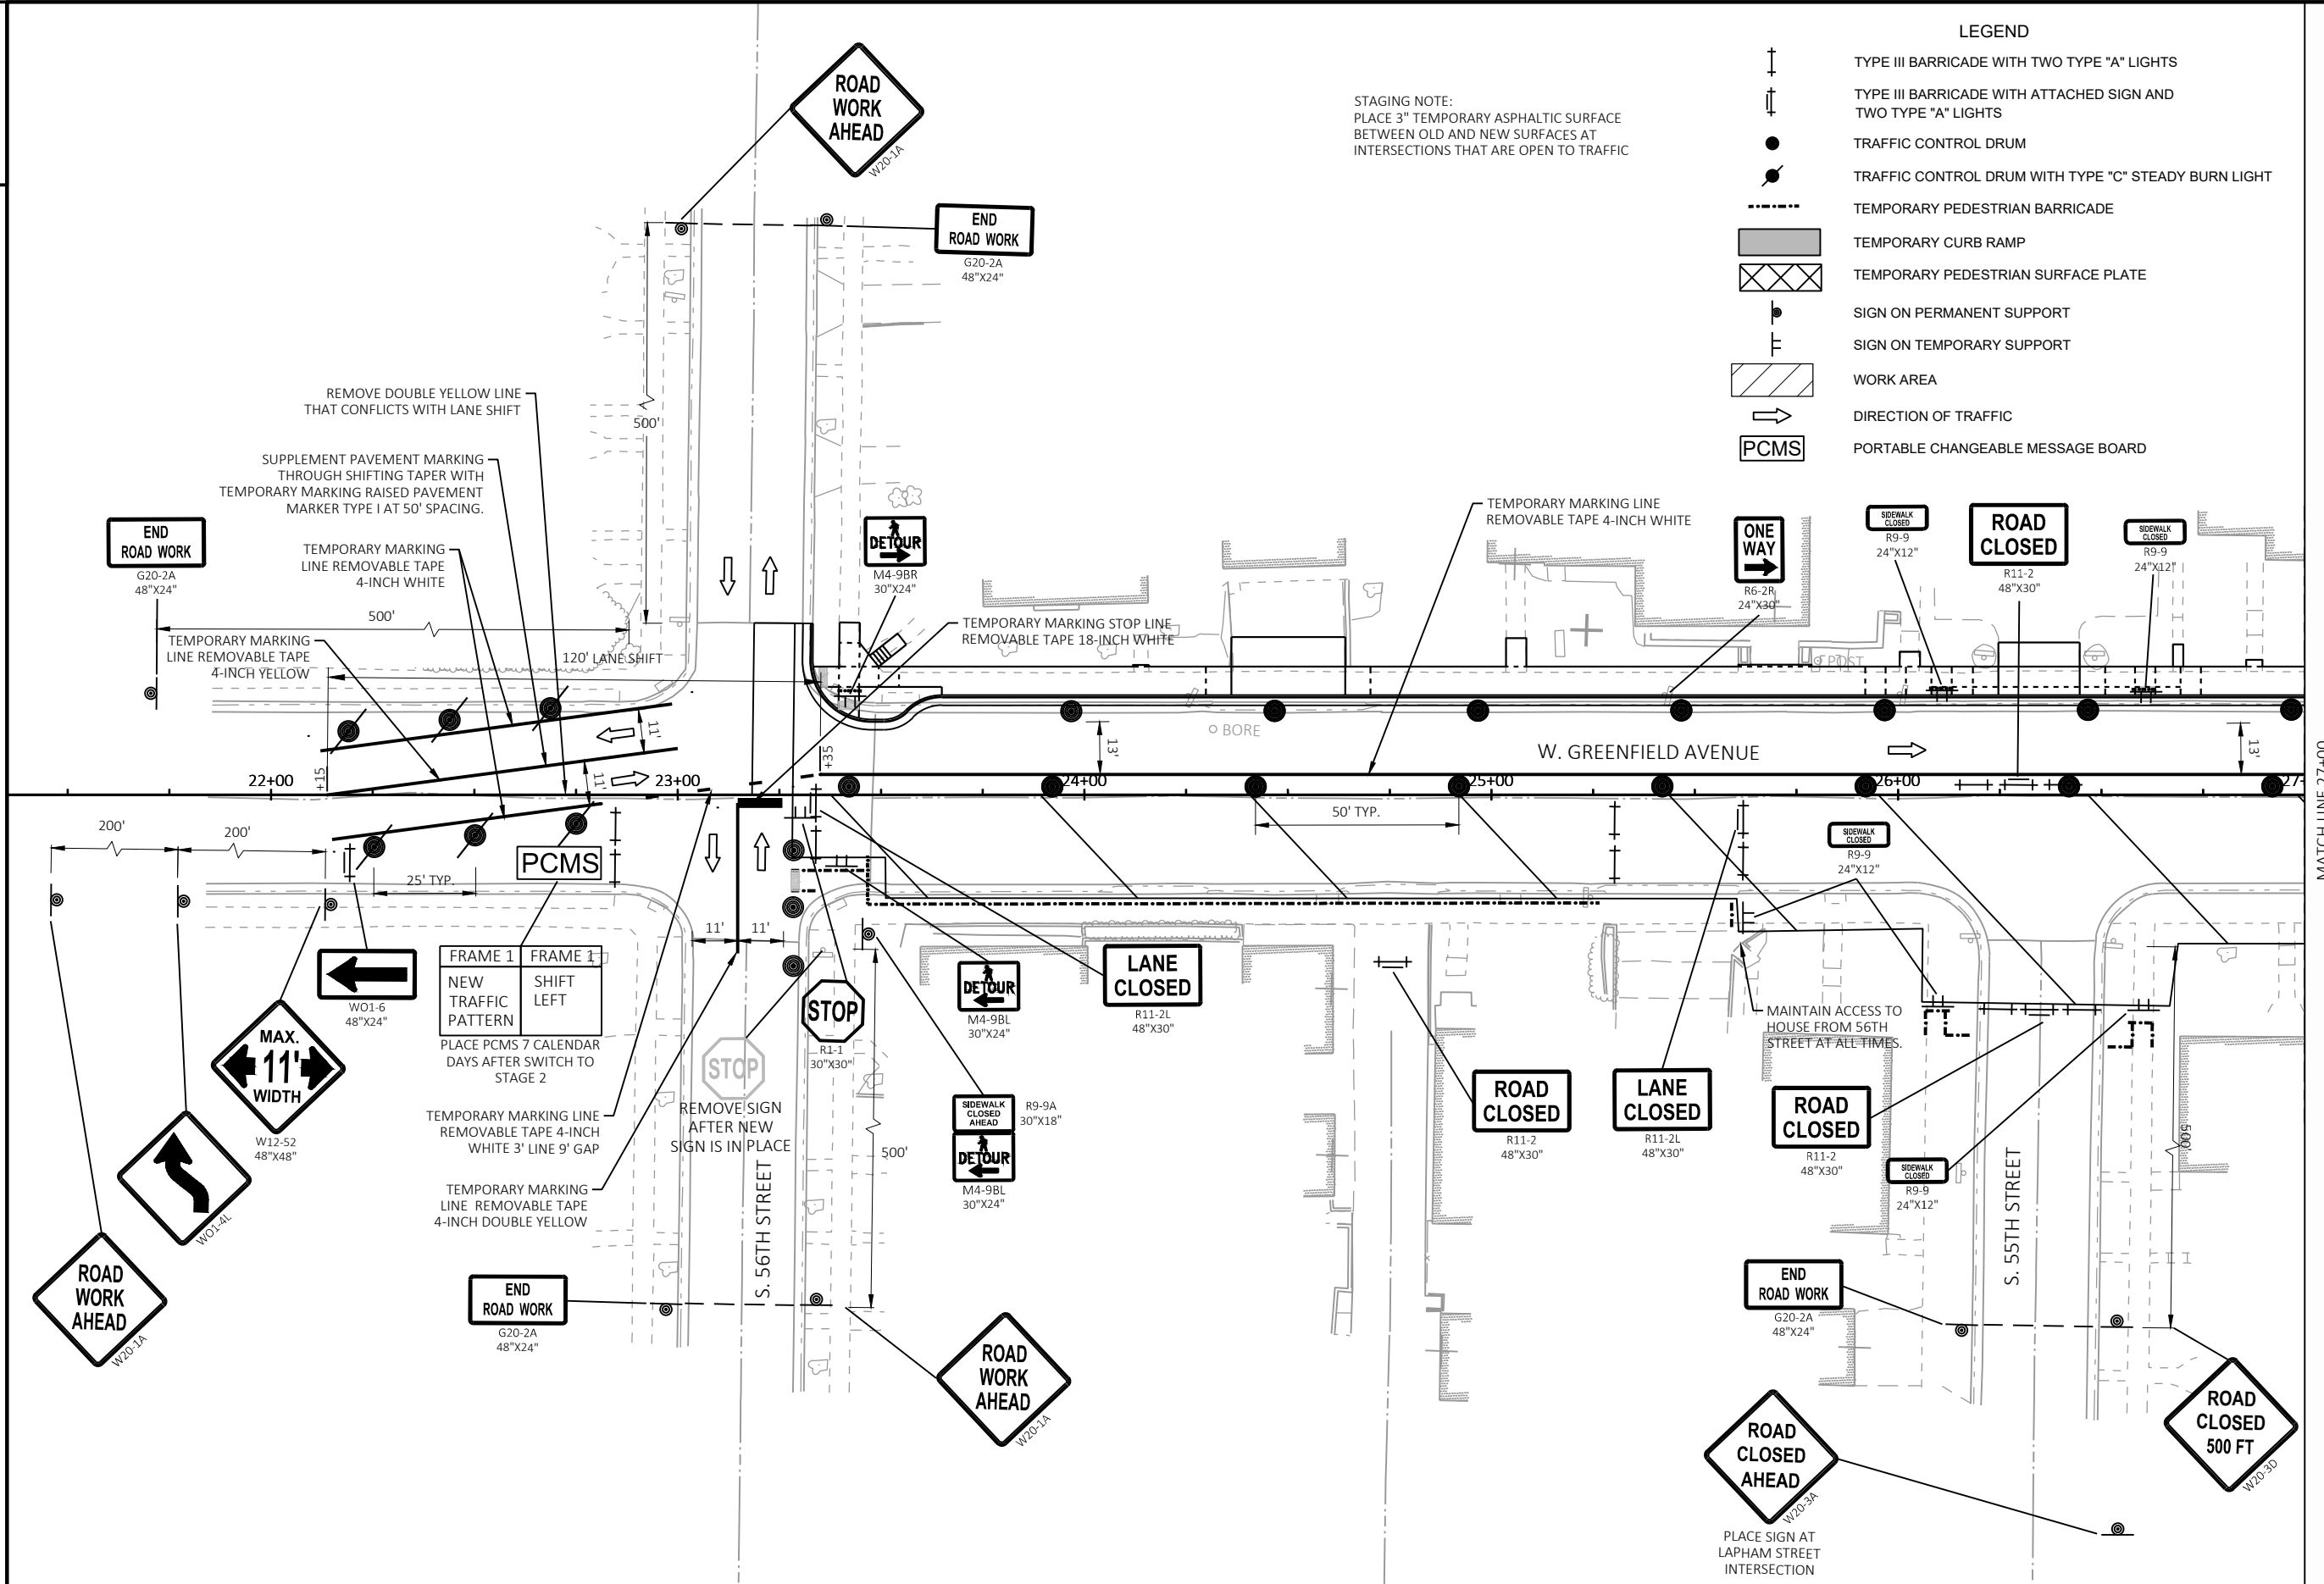 LEGEND
TYPE III BARRICADE WITH TWO TYPE "A" LIGHTS
TYPE III BARRICADE WITH ATTACHED SIGN AND
TWO TYPE "A" LIGHTS
TRAFFIC CONTROL DRUM
TRAFFIC CONTROL DRUM WITH TYPE "C" STEADY BURN LIGHT
TEMPORARY PEDESTRIAN BARRICADE
TEMPORARY CURB RAMP
TEMPORARY PEDESTRIAN SURFACE PLATE
SIGN ON PERMANENT SUPPORT
SIGN ON TEMPORARY SUPPORT
WORK AREA
DIRECTION OF TRAFFIC
PCMS
PORTABLE CHANGEABLE MESSAGE BOARD
STAGING NOTE:
PLACE 3" TEMPORARY ASPHALTIC SURFACE
BETWEEN OLD AND NEW SURFACES AT
INTERSECTIONS THAT ARE OPEN TO TRAFFIC
ROAD
WORK
AHEAD
W20-1A
END
ROAD WORK
G20-2A
48"X24"
500'
REMOVE DOUBLE YELLOW LINE
THAT CONFLICTS WITH LANE SHIFT
SUPPLEMENT PAVEMENT MARKING
THROUGH SHIFTING TAPER WITH
TEMPORARY MARKING RAISED PAVEMENT
MARKER TYPE I AT 50' SPACING.
TEMPORARY MARKING
LINE REMOVABLE TAPE
4-INCH WHITE
END
ROAD WORK
G20-2A
48"X24"
500'
TEMPORARY MARKING
LINE REMOVABLE TAPE
4-INCH YELLOW
120' LANE SHIFT
DETOUR
M4-9BR
30"X24"
TEMPORARY MARKING STOP LINE
REMOVABLE TAPE 18-INCH WHITE
TEMPORARY MARKING LINE
REMOVABLE TAPE 4-INCH WHITE
ONE
WAY
R6-2R
24"X30"
SIDEWALK
CLOSED
R9-9
24"X12"
ROAD
CLOSED
R11-2
48"X30"
SIDEWALK
CLOSED
R9-9
24"X12"
POST
BORE
11'
11'
13'
13'
W. GREENFIELD AVENUE
+15
+35
22+00
23+00
24+00
25+00
26+00
27+
MATCH LINE 27+00
50' TYP.
200'
200'
25' TYP.
PCMS
11'
11'
FRAME 1
FRAME 1
NEW
TRAFFIC
PATTERN
SHIFT
LEFT
PLACE PCMS 7 CALENDAR
DAYS AFTER SWITCH TO
STAGE 2
WO1-6
48"X24"
MAX.
11'
WIDTH
W12-52
48"X48"
WO1-4L
ROAD
WORK
AHEAD
W20-1A
TEMPORARY MARKING LINE
REMOVABLE TAPE 4-INCH
WHITE 3' LINE 9' GAP
TEMPORARY MARKING
LINE REMOVABLE TAPE
4-INCH DOUBLE YELLOW
STOP
REMOVE SIGN
AFTER NEW
SIGN IS IN PLACE
STOP
R1-1
30"X30"
S. 56TH STREET
500'
END
ROAD WORK
G20-2A
48"X24"
ROAD
WORK
AHEAD
W20-1A
DETOUR
M4-9BL
30"X24"
LANE
CLOSED
R11-2L
48"X30"
SIDEWALK
CLOSED
AHEAD
R9-9A
30"X18"
DETOUR
M4-9BL
30"X24"
ROAD
CLOSED
R11-2
48"X30"
LANE
CLOSED
R11-2L
48"X30"
SIDEWALK
CLOSED
R9-9
24"X12"
MAINTAIN ACCESS TO
HOUSE FROM 56TH
STREET AT ALL TIMES.
ROAD
CLOSED
R11-2
48"X30"
SIDEWALK
CLOSED
R9-9
24"X12"
S. 55TH STREET
500'
END
ROAD WORK
G20-2A
48"X24"
ROAD
CLOSED
AHEAD
W20-3A
PLACE SIGN AT
LAPHAM STREET
INTERSECTION
ROAD
CLOSED
500 FT
W20-3D